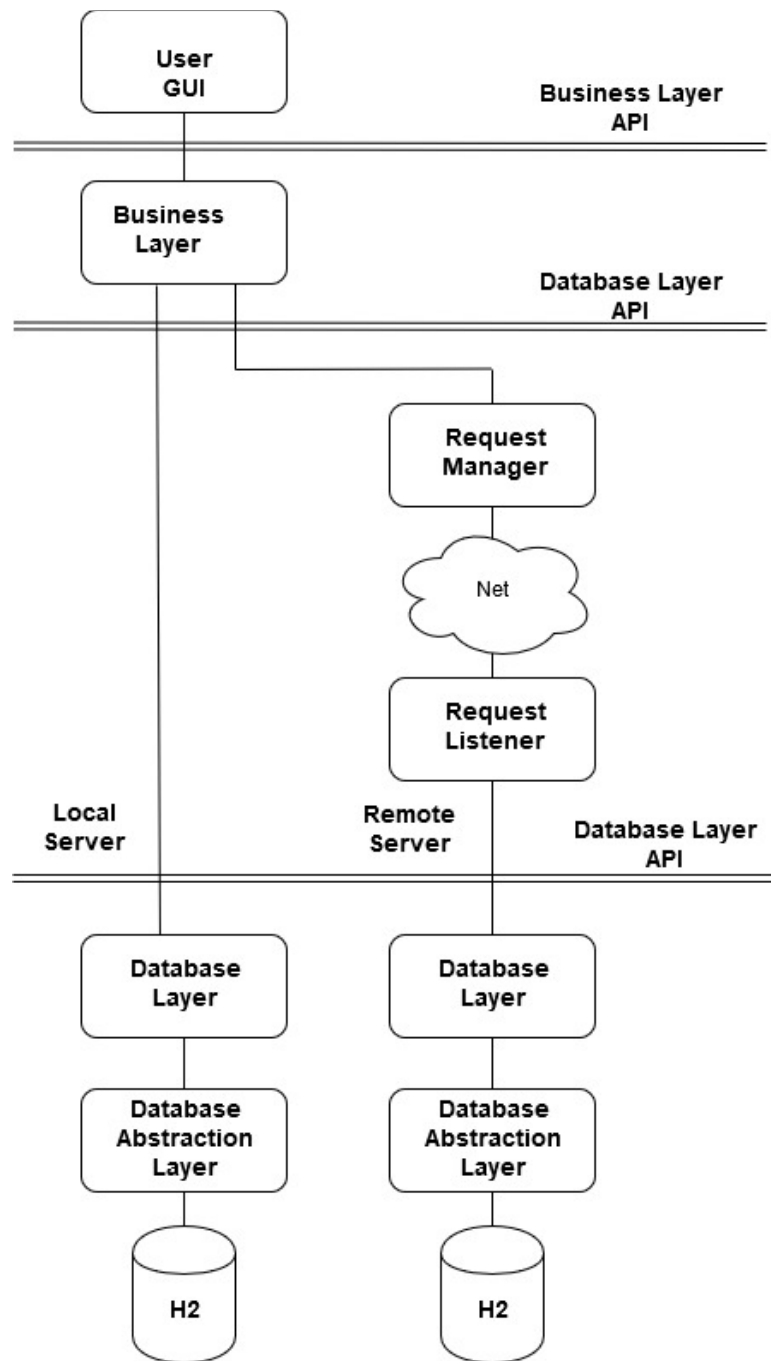 User
GUI
Business Layer
API
Business
Layer
Database Layer
API
Request
Manager
Net
Request
Listener
Local
Server
Remote
Server
Database Layer
API
Database
Layer
Database
Layer
Database
Abstraction
Layer
Database
Abstraction
Layer
H2
H2